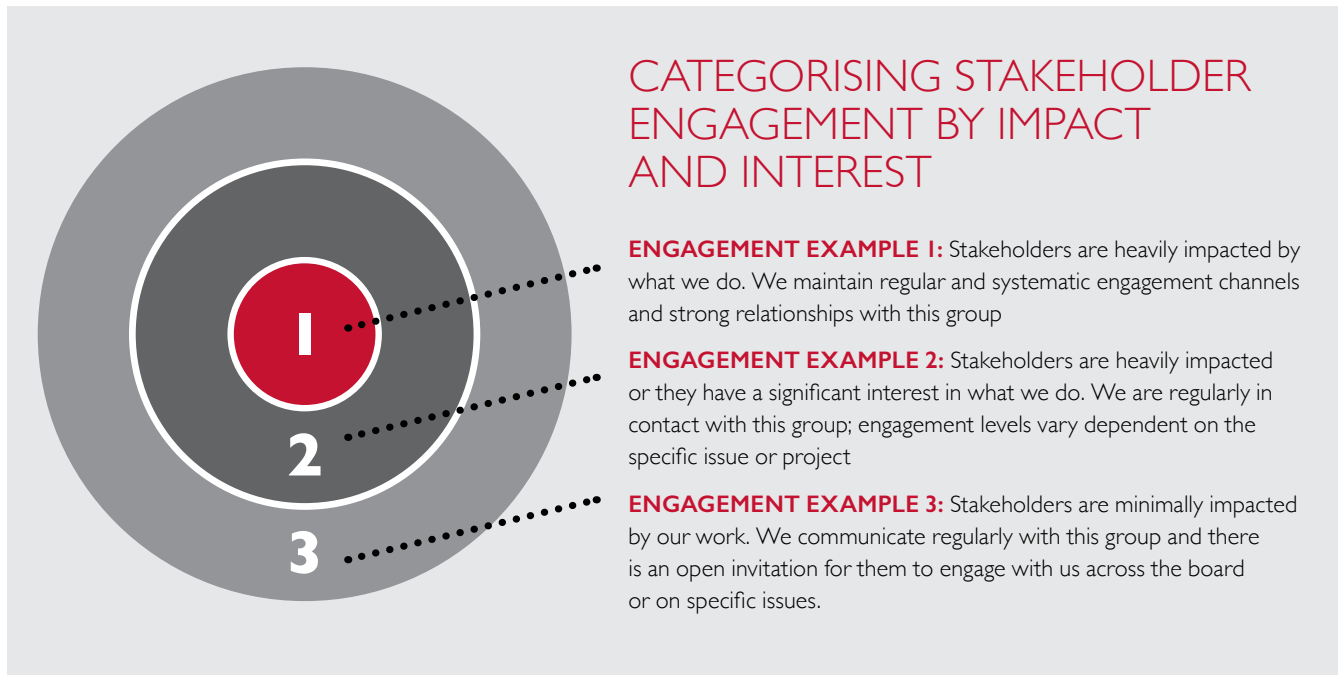 CATEGORISING STAKEHOLDER
ENGAGEMENT BY IMPACT
AND INTEREST
ENGAGEMENT EXAMPLE 1: Stakeholders are heavily impacted by
what we do. We maintain regular and systematic engagement channels
and strong relationships with this group
ENGAGEMENT EXAMPLE 2: Stakeholders are heavily impacted
or they have a significant interest in what we do. We are regularly in
contact with this group; engagement levels vary dependent on the
specific issue or project
ENGAGEMENT EXAMPLE 3: Stakeholders are minimally impacted
by our work. We communicate regularly with this group and there
is an open invitation for them to engage with us across the board
or on specific issues.
1
2
3